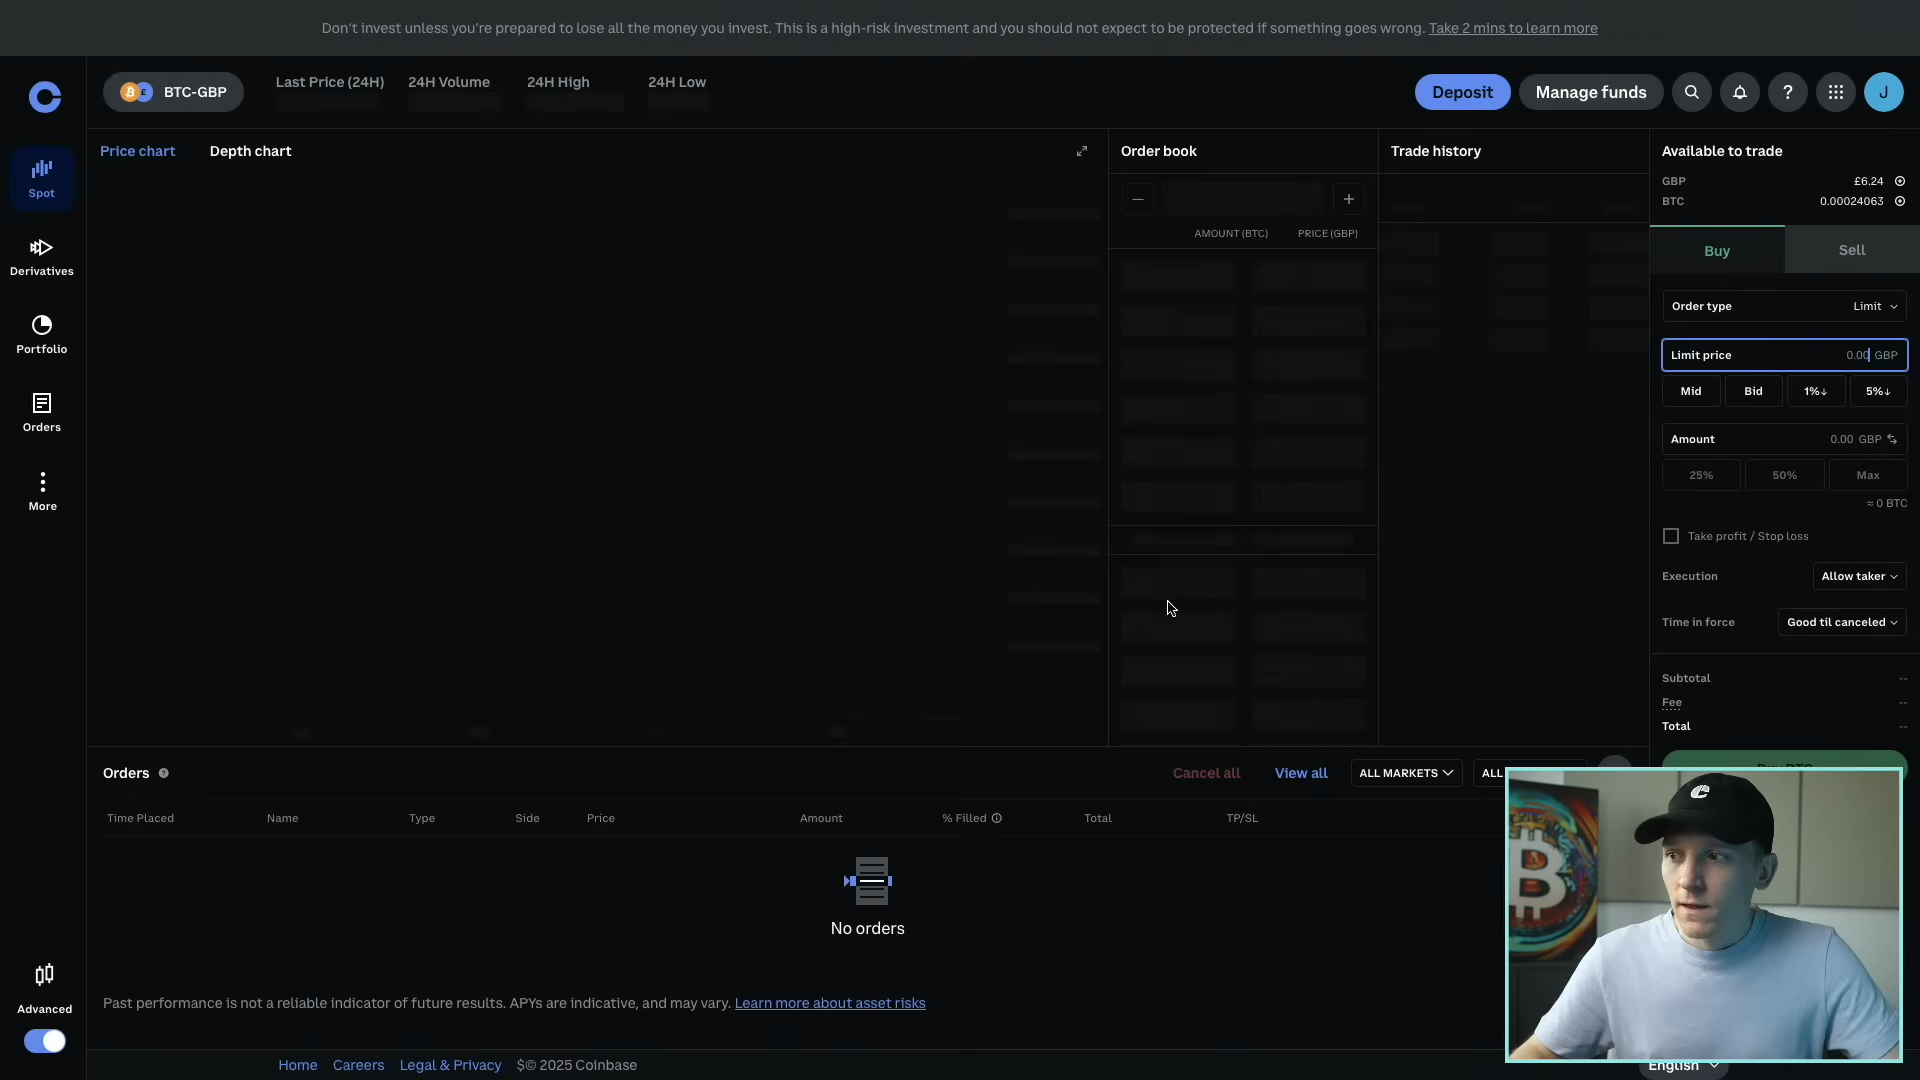 Don't invest unless you're prepared to lose all the money you invest. This is a high-risk investment and you should not expect to be protected if something goes wrong. Take 2 mins to learn more
BTC-GBP
Last Price (24H)
24H Volume
24H High
24H Low
Deposit
Manage funds
?
J
Spot
Derivatives
Portfolio
Orders
More
Advanced
Price chart
Depth chart
Order book
AMOUNT (BTC)
PRICE (GBP)
Trade history
Available to trade
GBP £6.24
BTC 0.00024063
Buy
Sell
Order type Limit
Limit price 0.00 GBP
Mid
Bid
1%↓
5%↓
Amount 0.00 GBP
25%
50%
Max
≈ 0 BTC
Take profit / Stop loss
Execution Allow taker
Time in force Good til canceled
Subtotal --
Fee --
Total --
Orders
Cancel all
View all
ALL MARKETS
ALL
Time Placed
Name
Type
Side
Price
Amount
% Filled
Total
TP/SL
No orders
Past performance is not a reliable indicator of future results. APYs are indicative, and may vary. Learn more about asset risks
Home
Careers
Legal & Privacy
$© 2025 Coinbase
English